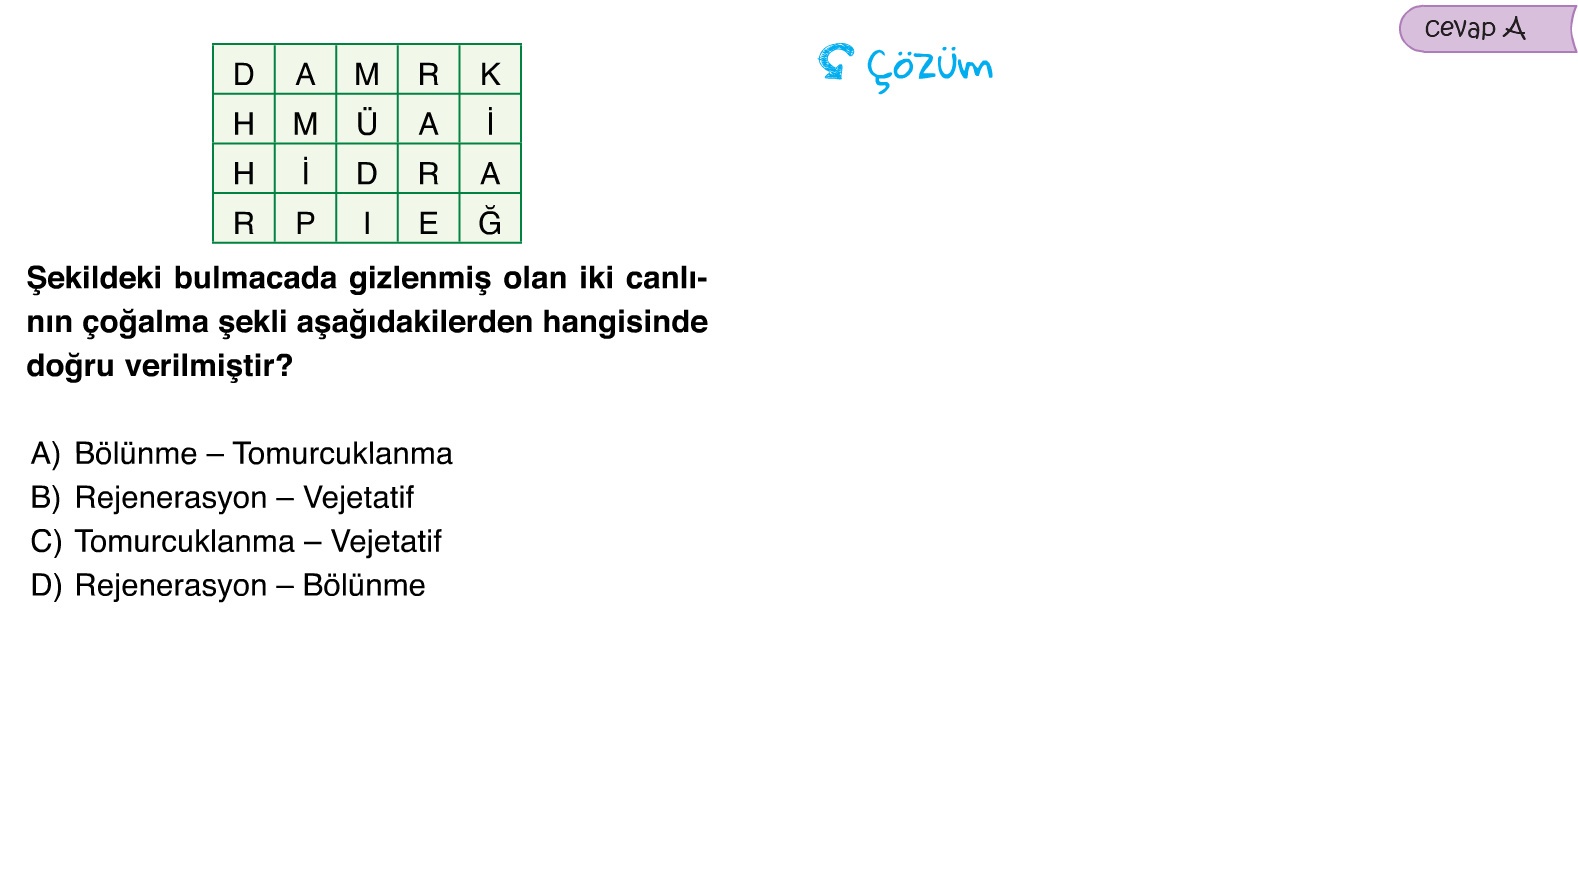 cevap A
D A M R K
H M Ü A İ
H İ D R A
R P I E Ğ
Çözüm
Şekildeki bulmacada gizlenmiş olan iki canlı-
nın çoğalma şekli aşağıdakilerden hangisinde
doğru verilmiştir?
A) Bölünme – Tomurcuklanma
B) Rejenerasyon – Vejetatif
C) Tomurcuklanma – Vejetatif
D) Rejenerasyon – Bölünme